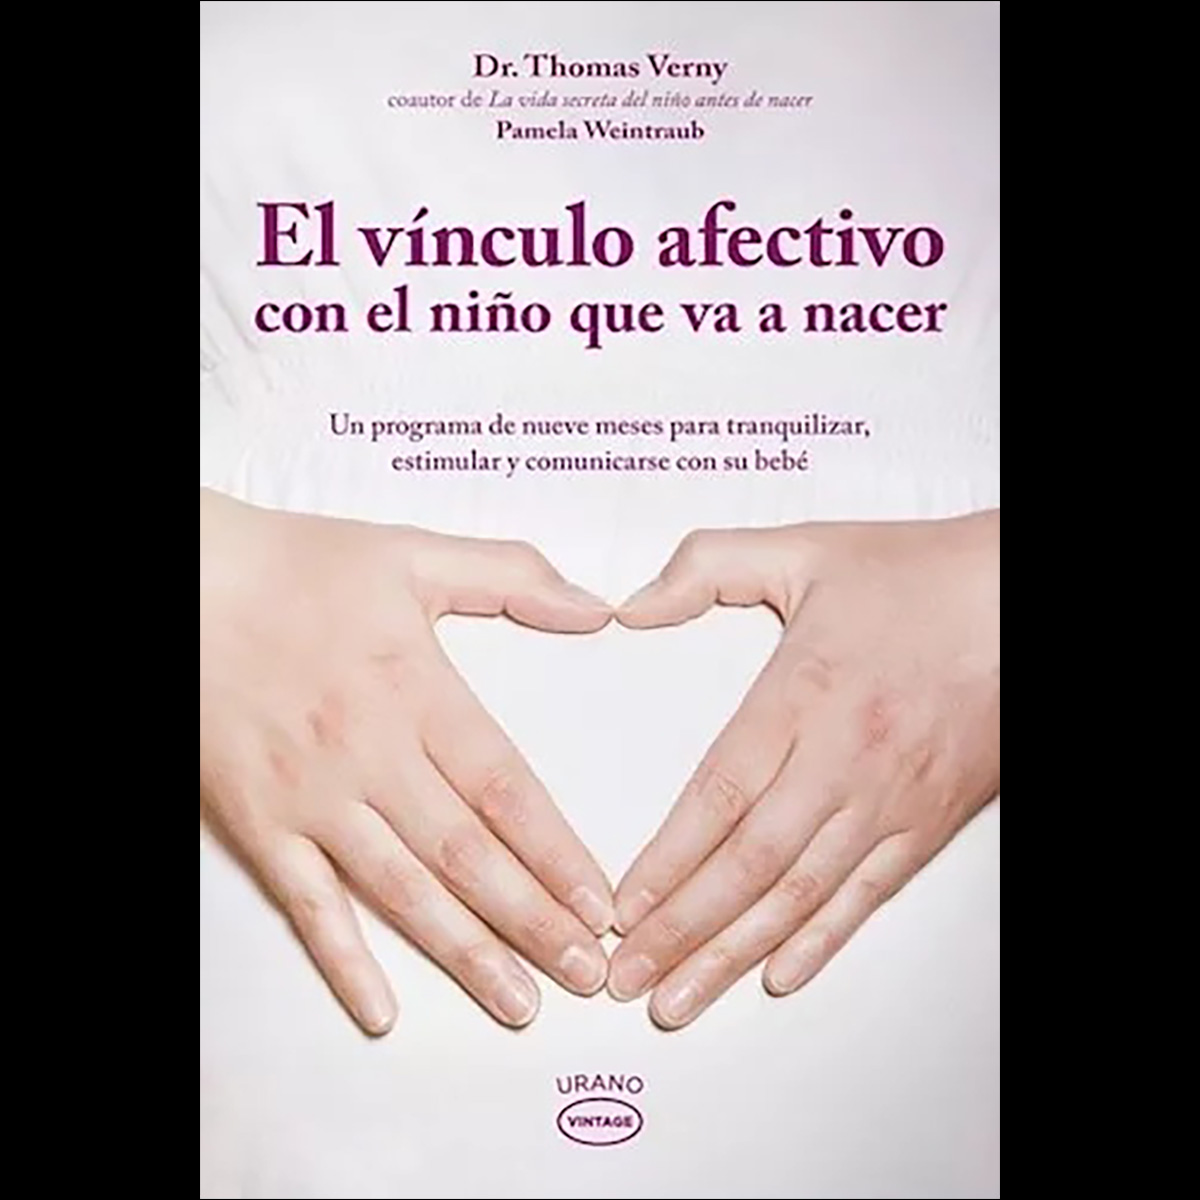 Dr. Thomas Verny
coautor de La vida secreta del niño antes de nacer
Pamela Weintraub
El vínculo afectivo
con el niño que va a nacer
Un programa de nueve meses para tranquilizar,
estimular y comunicarse con su bebé
URANO
VINTAGE